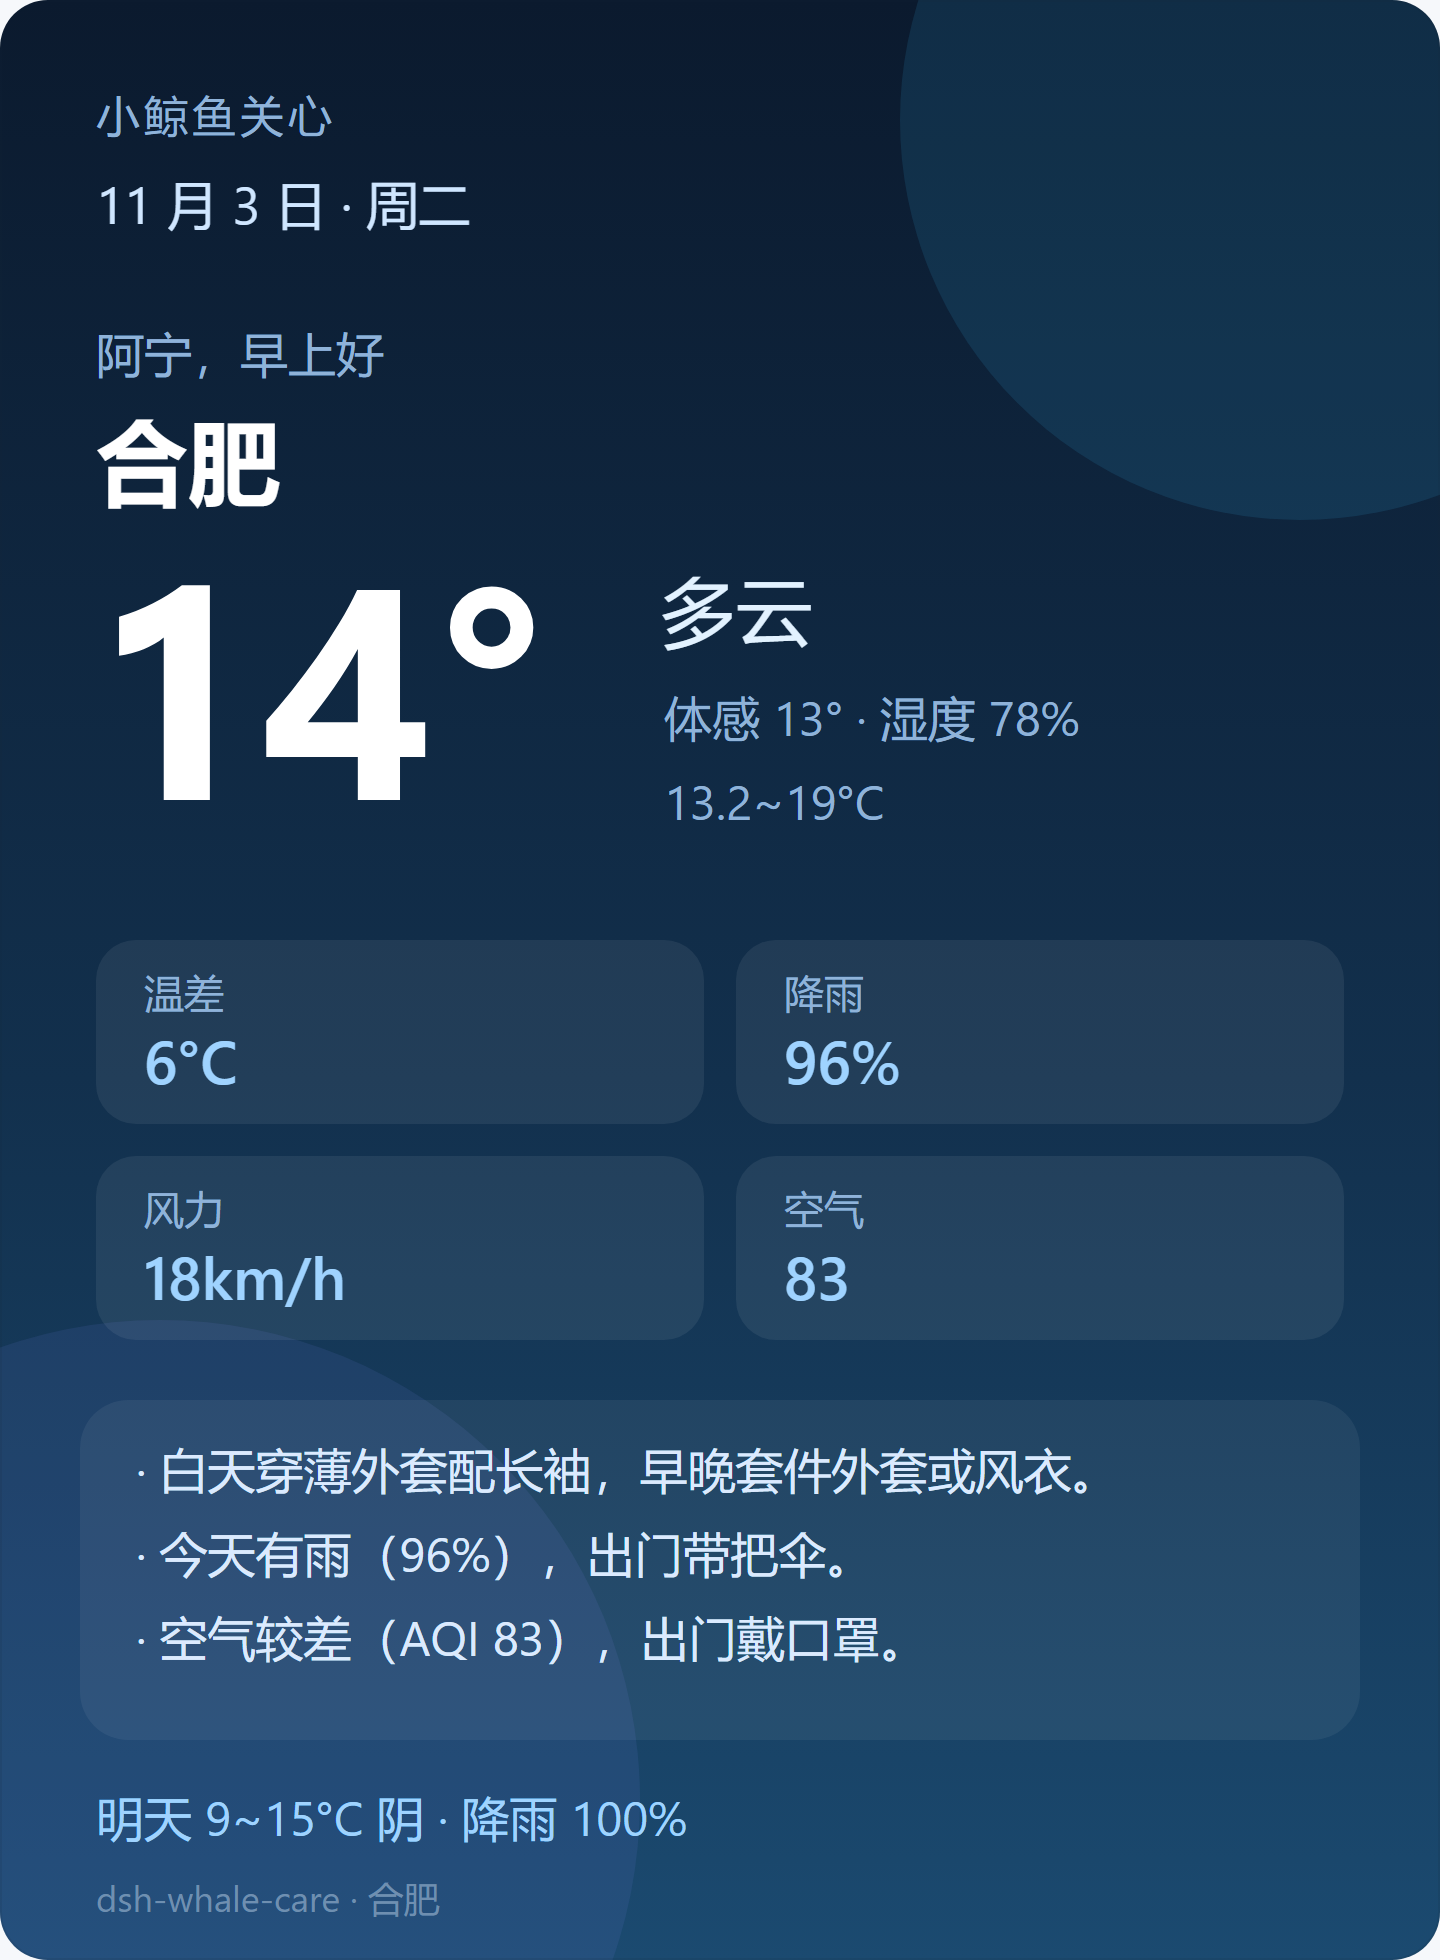 小鲸鱼关心
11 月 3 日 · 周二
阿宁，早上好
合肥
14°
多云
体感 13° · 湿度 78%
13.2~19°C
温差
6°C
降雨
96%
风力
18km/h
空气
83
· 白天穿薄外套配长袖，早晚套件外套或风衣。
· 今天有雨（96%），出门带把伞。
· 空气较差（AQI 83），出门戴口罩。
明天 9~15°C 阴 · 降雨 100%
dsh-whale-care · 合肥